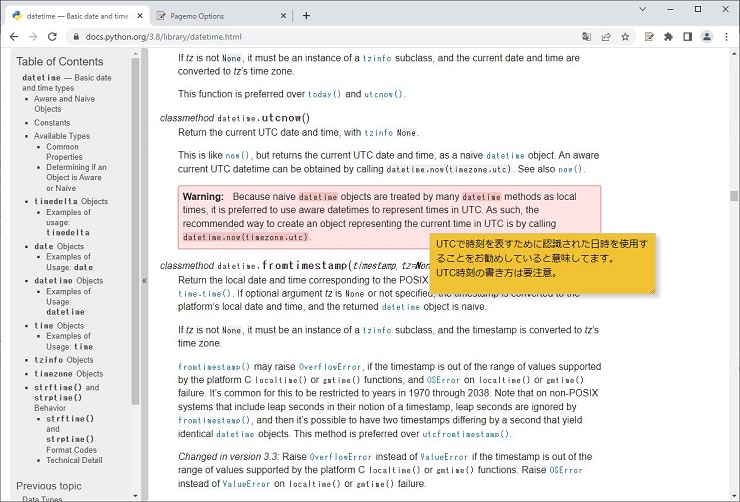 datetime — Basic date and time
Pagemo Options
docs.python.org/3.8/library/datetime.html
Table of Contents
datetime — Basic date
and time types
Aware and Naive
Objects
Constants
Available Types
Common
Properties
Determining if
an Object is Aware
or Naive
timedelta Objects
Examples of
usage:
timedelta
date Objects
Examples of
Usage: date
datetime Objects
Examples of
Usage:
datetime
time Objects
Examples of
Usage: time
tzinfo Objects
timezone Objects
strftime() and
strptime()
Behavior
strftime()
and
strptime()
Format Codes
Technical Detail
Previous topic
Data Types
«
If tz is not None, it must be an instance of a tzinfo subclass, and the current date and time are
converted to tz's time zone.
This function is preferred over today() and utcnow().
classmethod datetime.utcnow()
Return the current UTC date and time, with tzinfo None.
This is like now(), but returns the current UTC date and time, as a naive datetime object. An aware
current UTC datetime can be obtained by calling datetime.now(timezone.utc). See also now().
Warning: Because naive datetime objects are treated by many datetime methods as local
times, it is preferred to use aware datetimes to represent times in UTC. As such, the
recommended way to create an object representing the current time in UTC is by calling
datetime.now(timezone.utc).
UTCで時刻を表すために認識された日時を使用す
ることをお勧めしていると意味してます。
UTC時刻の書き方は要注意。
classmethod datetime.fromtimestamp(timestamp, tz=Non
Return the local date and time corresponding to the POSIX
time.time(). If optional argument tz is None or not specified, the timestamp is converted to the
platform's local date and time, and the returned datetime object is naive.
If tz is not None, it must be an instance of a tzinfo subclass, and the timestamp is converted to tz's
time zone.
fromtimestamp() may raise OverflowError, if the timestamp is out of the range of values supported
by the platform C localtime() or gmtime() functions, and OSError on localtime() or gmtime()
failure. It's common for this to be restricted to years in 1970 through 2038. Note that on non-POSIX
systems that include leap seconds in their notion of a timestamp, leap seconds are ignored by
fromtimestamp(), and then it's possible to have two timestamps differing by a second that yield
identical datetime objects. This method is preferred over utcfromtimestamp().
Changed in version 3.3: Raise OverflowError instead of ValueError if the timestamp is out of the
range of values supported by the platform C localtime() or gmtime() functions. Raise OSError
instead of ValueError on localtime() or gmtime() failure.